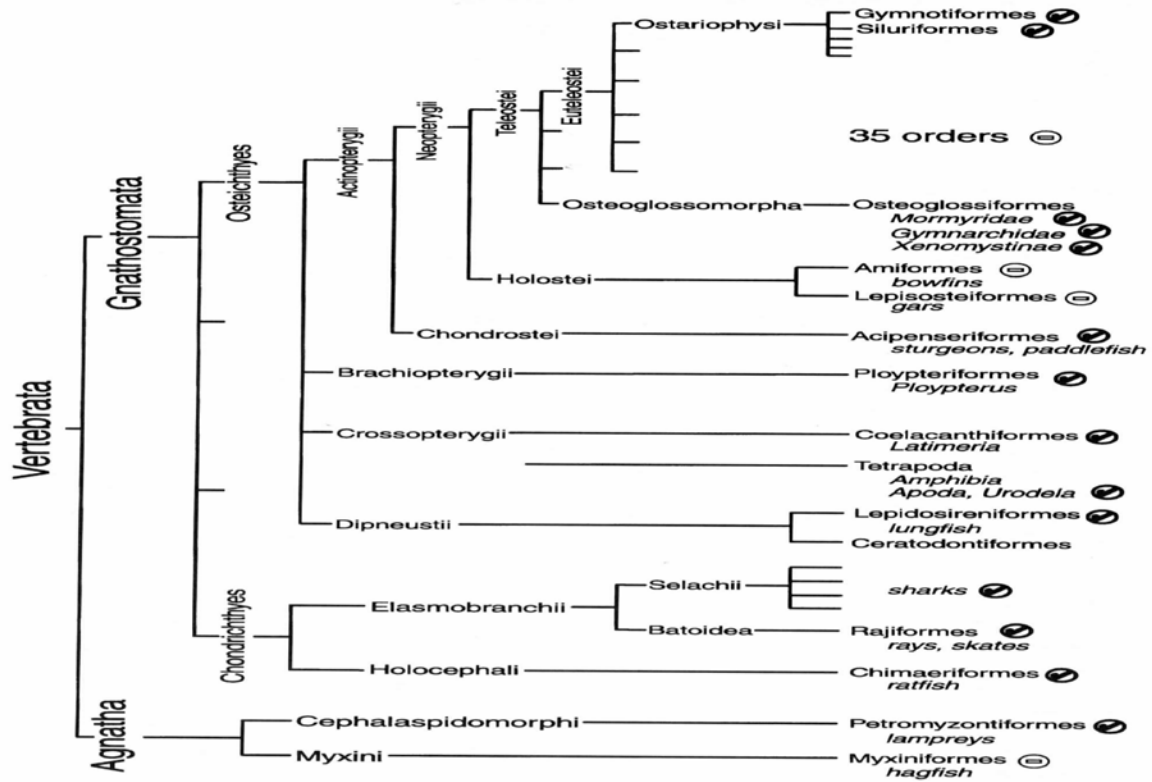 Vertebrata
Gnathostomata
Agnatha
Osteichthyes
Chondrichthyes
Actinopterygii
Neopterygii
Teleostei
Euteleostei
Ostariophysi
Gymnotiformes
Siluriformes
35 orders
Osteoglossomorpha
Osteoglossiformes
Mormyridae
Gymnarchidae
Xenomystinae
Holostei
Amiformes
bowfins
Lepisosteiformes
gars
Chondrostei
Acipenseriformes
sturgeons, paddlefish
Brachiopterygii
Ploypteriformes
Ploypterus
Crossopterygii
Coelacanthiformes
Latimeria
Tetrapoda
Amphibia
Apoda, Urodela
Dipneustii
Lepidosireniformes
lungfish
Ceratodontiformes
Elasmobranchii
Selachii
sharks
Batoidea
Rajiformes
rays, skates
Holocephali
Chimaeriformes
ratfish
Cephalaspidomorphi
Petromyzontiformes
lampreys
Myxini
Myxiniformes
hagfish